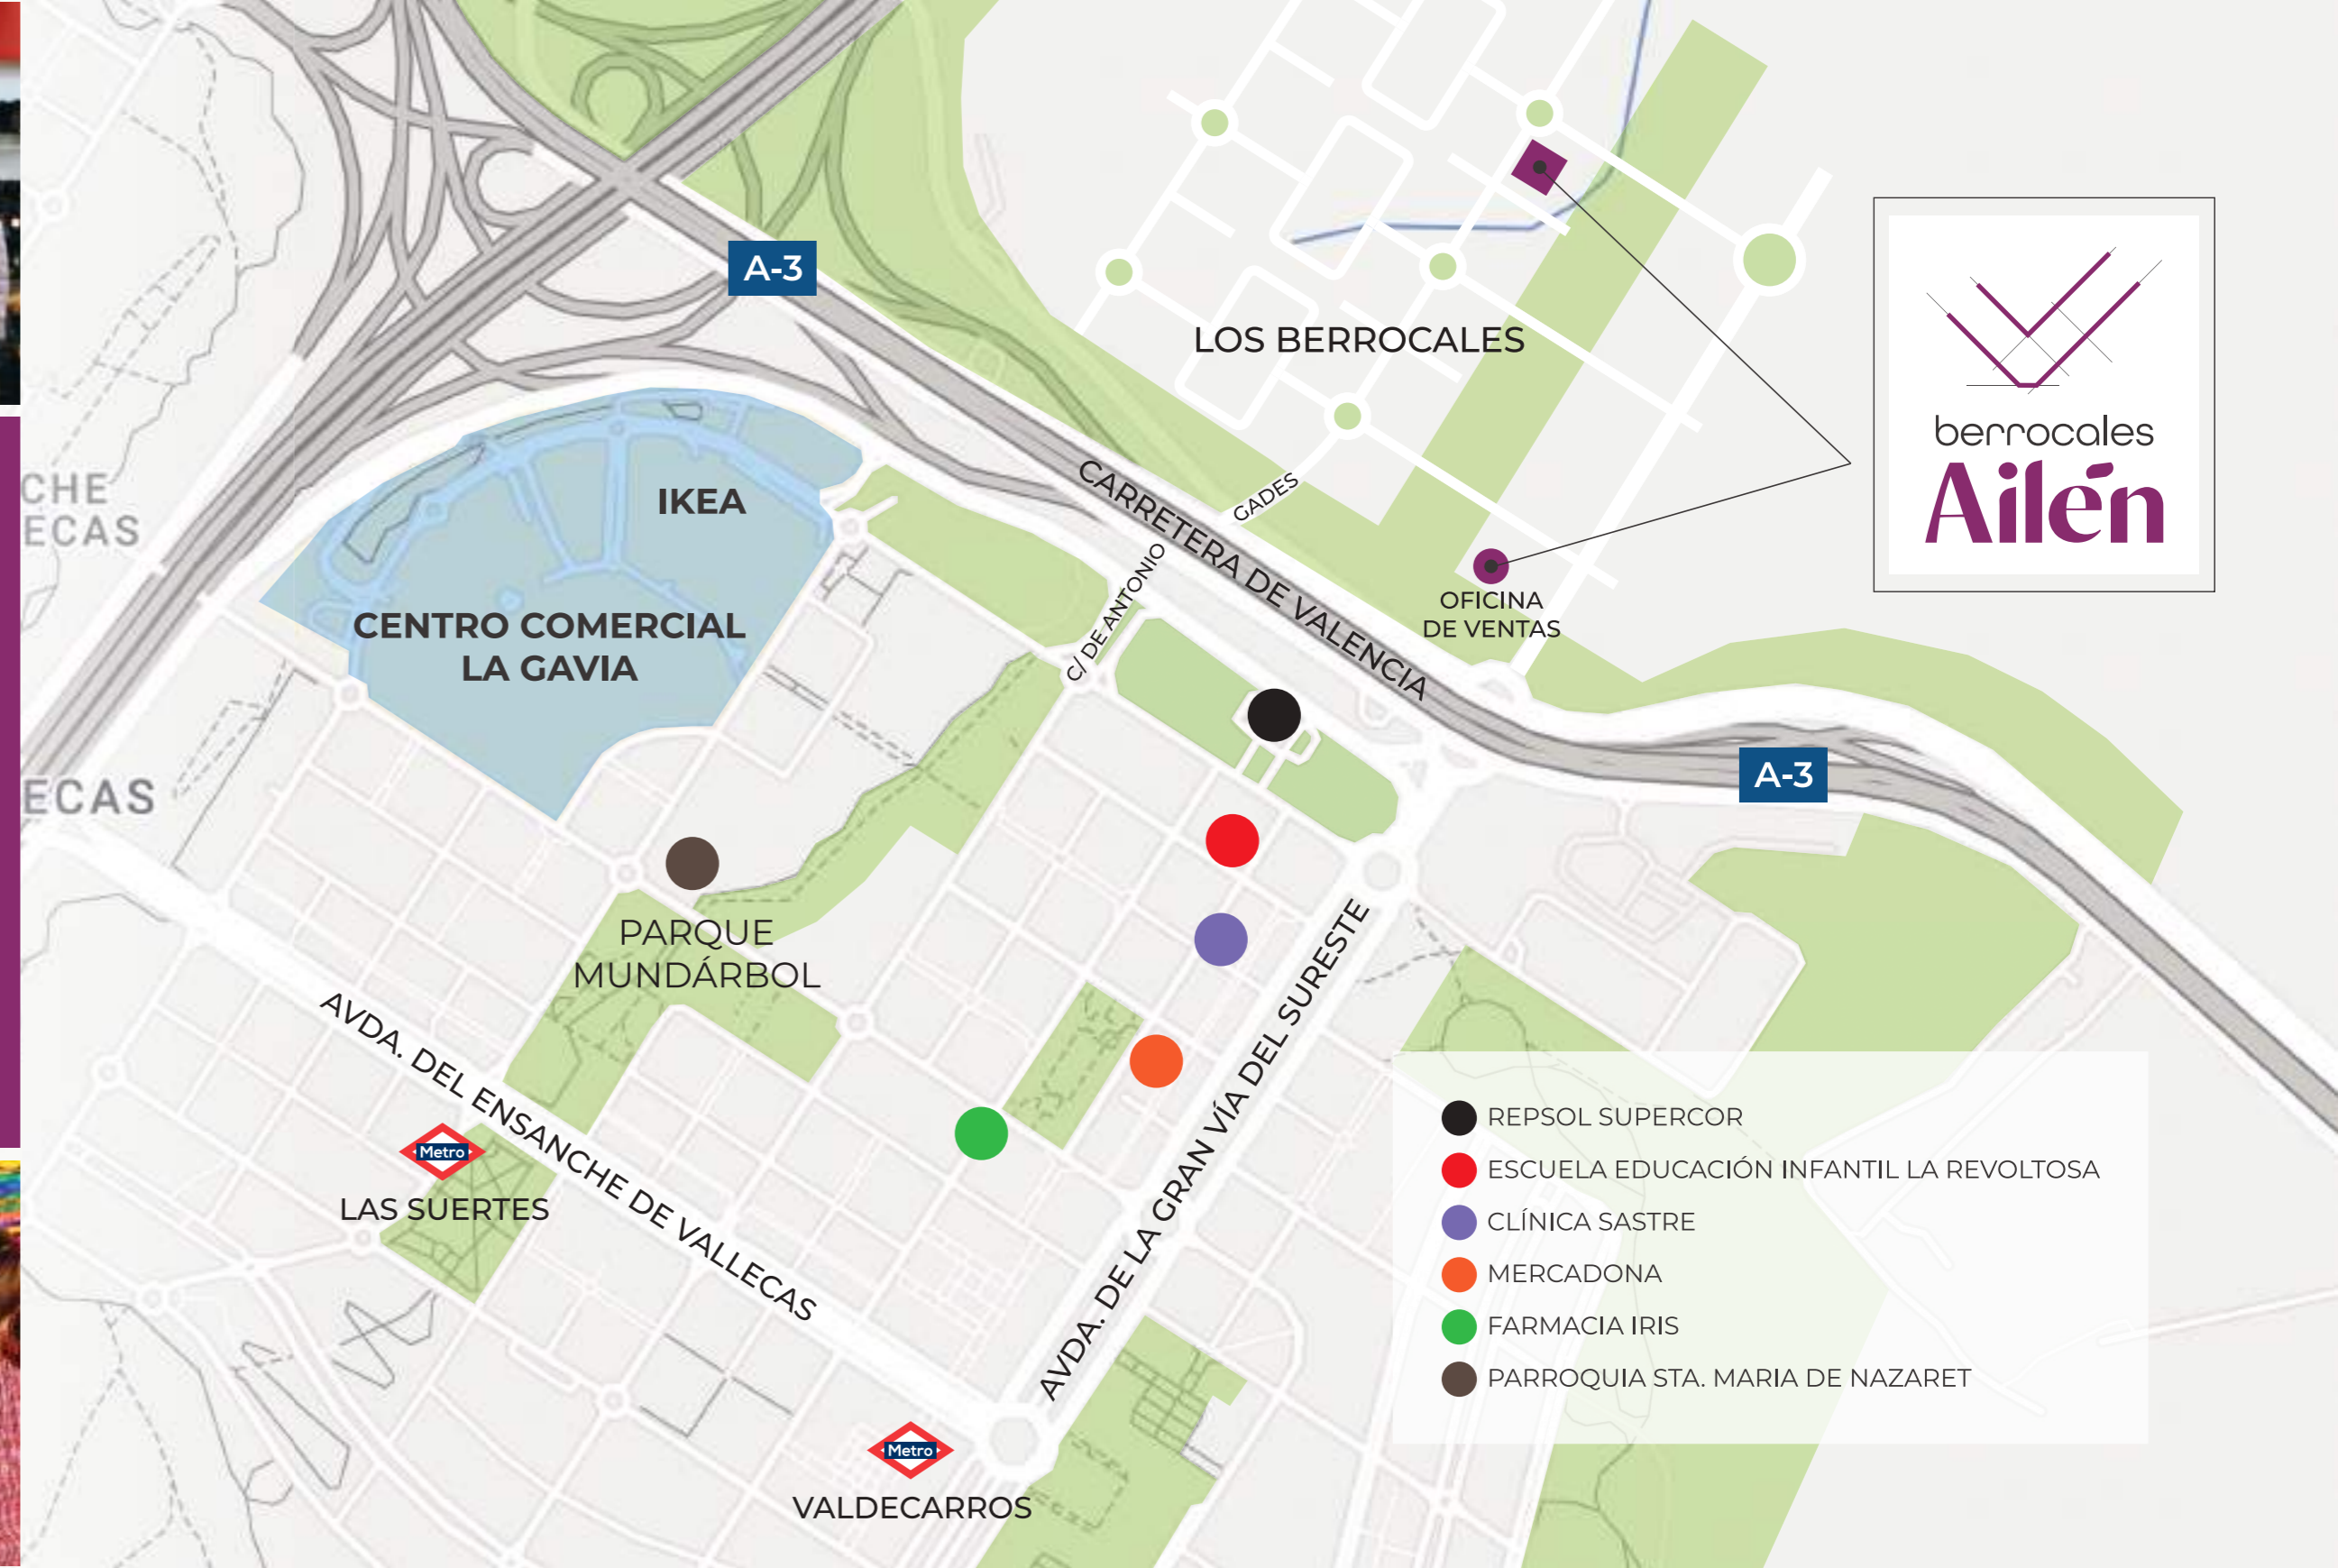 A-3
LOS BERROCALES
berrocales
Ailén
IKEA
CARRETERA DE VALENCIA
GADES
CHE
ECAS
C/ DE ANTONIO
OFICINA
DE VENTAS
CENTRO COMERCIAL
LA GAVIA
A-3
ECAS
PARQUE
MUNDÁRBOL
AVDA. DEL ENSANCHE DE VALLECAS
AVDA. DE LA GRAN VÍA DEL SURESTE
Metro
LAS SUERTES
REPSOL SUPERCOR
ESCUELA EDUCACIÓN INFANTIL LA REVOLTOSA
CLÍNICA SASTRE
MERCADONA
FARMACIA IRIS
PARROQUIA STA. MARIA DE NAZARET
Metro
VALDECARROS